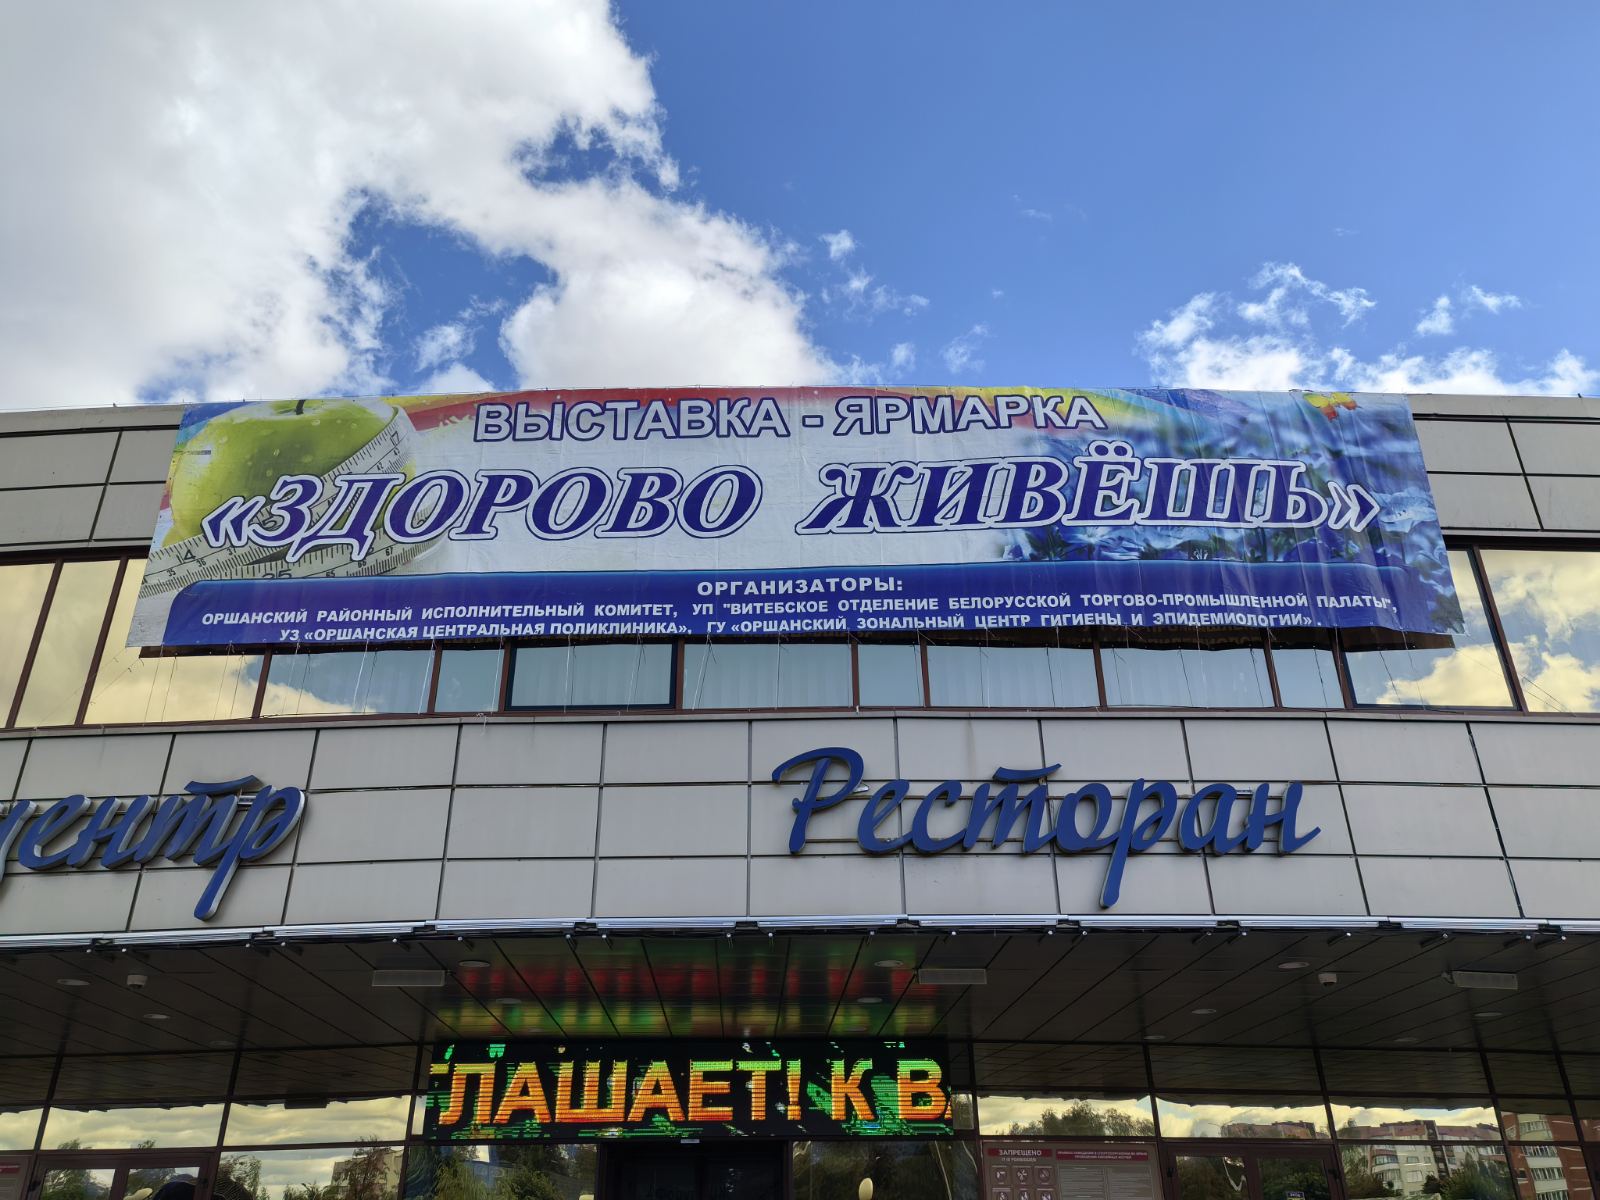 ВЫСТАВКА - ЯРМАРКА
«ЗДОРОВО ЖИВЁШЬ»
ОРГАНИЗАТОРЫ:
ОРШАНСКИЙ РАЙОННЫЙ ИСПОЛНИТЕЛЬНЫЙ КОМИТЕТ, УП "ВИТЕБСКОЕ ОТДЕЛЕНИЕ БЕЛОРУССКОЙ ТОРГОВО-ПРОМЫШЛЕННОЙ ПАЛАТЫ",
УЗ «ОРШАНСКАЯ ЦЕНТРАЛЬНАЯ ПОЛИКЛИНИКА», ГУ «ОРШАНСКИЙ ЗОНАЛЬНЫЙ ЦЕНТР ГИГИЕНЫ И ЭПИДЕМИОЛОГИИ».
центр Ресторан
ЛАШАЕТ! К В
ЗАПРЕЩЕНО